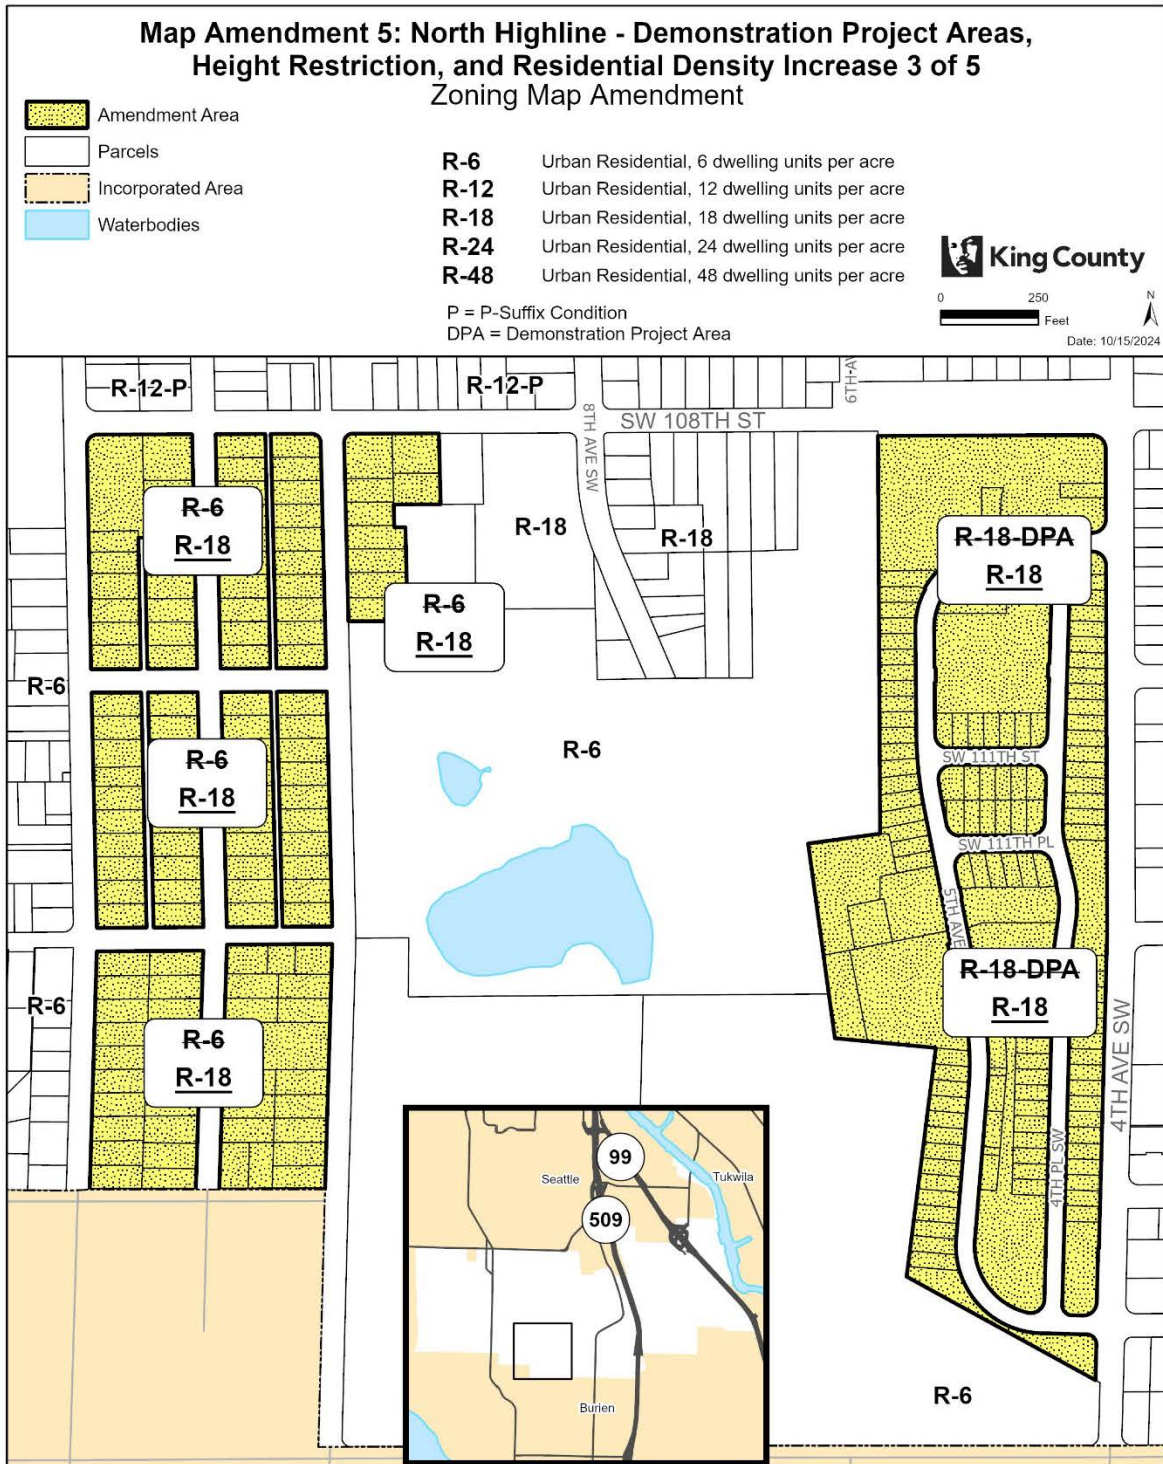 Map Amendment 5: North Highline - Demonstration Project Areas,
Height Restriction, and Residential Density Increase 3 of 5
Zoning Map Amendment
Amendment Area
Parcels
Incorporated Area
Waterbodies
R-6 Urban Residential, 6 dwelling units per acre
R-12 Urban Residential, 12 dwelling units per acre
R-18 Urban Residential, 18 dwelling units per acre
R-24 Urban Residential, 24 dwelling units per acre
R-48 Urban Residential, 48 dwelling units per acre
P = P-Suffix Condition
DPA = Demonstration Project Area
King County
0 250
Feet
N
Date: 10/15/2024
R-12-P
R-12-P
6TH AV
8TH AVE SW
SW 108TH ST
R-6
R-18
R-18
R-18
R-18-DPA
R-18
R-6
R-18
R-6
R-6
R-18
R-6
SW 111TH ST
SW 111TH PL
5TH AVE
R-18-DPA
R-18
R-6
R-6
R-18
4TH AVE SW
4TH PL SW
99
Seattle
Tukwila
509
Burien
R-6